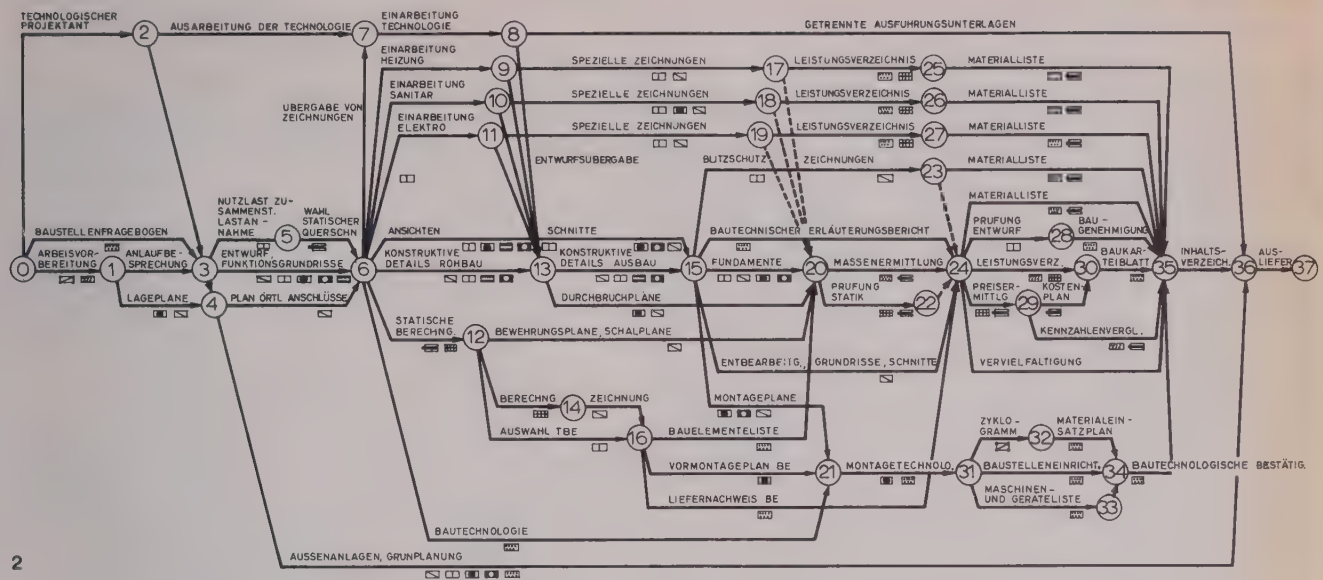 TECHNOLOGISCHER
PROJEKTANT
2
AUSARBEITUNG DER TECHNOLOGIE
7
EINARBEITUNG
TECHNOLOGIE
8
GETRENNTE AUSFÜHRUNGSUNTERLAGEN
EINARBEITUNG
HEIZUNG
9
SPEZIELLE ZEICHNUNGEN
17
LEISTUNGSVERZEICHNIS
25
MATERIALLISTE
EINARBEITUNG
SANITAR
10
SPEZIELLE ZEICHNUNGEN
18
LEISTUNGSVERZEICHNIS
26
MATERIALLISTE
UBERGABE VON
ZEICHNUNGEN
EINARBEITUNG
ELEKTRO
11
SPEZIELLE ZEICHNUNGEN
19
LEISTUNGSVERZEICHNIS
27
MATERIALLISTE
ENTWURFSUBERGABE
BLITZSCHUTZ
ZEICHNUNGEN
23
MATERIALLISTE
MATERIALLISTE
NUTZLAST ZU-
SAMMENST.
LASTAN-
NAHME
5
WAHL
STATISCHER
QUERSCHN
BAUSTELLENFRAGEBOGEN
ANSICHTEN
SCHNITTE
BAUTECHNISCHER ERLÄUTERUNGSBERICHT
PRUFUNG
ENTWURF
28
BAU-
GENEHMIGUNG
0
ARBEITSVOR-
BEREITUNG
1
ANLAUFBE-
SPRECHUNG
3
ENTWURF,
FUNKTIONSGRUNDRISSE
6
KONSTRUKTIVE
DETAILS ROHBAU
13
KONSTRUKTIVE
DETAILS AUSBAU
15
FUNDAMENTE
20
MASSENERMITTLUNG
24
LEISTUNGSVERZ.
30
BAUKAR-
TEIBLATT
35
INHALTS-
VERZEICH.
36
AUS-
LIEFER
37
LAGEPLANE
4
PLAN ÖRTL ANSCHLÜSSE
DURCHBRUCHPLÄNE
PRUFUNG
STATIK
22
PREISER-
MITTLG
29
KOSTEN-
PLAN
KENNZAHLENVERGL.
STATISCHE
BERECHNG.
12
BEWEHRUNGSPLANE, SCHALPLANE
ENTBEARBEITG., GRUNDRISSE, SCHNITTE
VERVIELFALTIGUNG
BERECHNG
14
ZEICHNUNG
MONTAGEPLANE
AUSWAHL TBE
16
BAUELEMENTELISTE
ZYKLO-
GRAMM
32
MATERIALEIN-
SATZPLAN
VORMONTAGEPLAN BE
21
MONTAGETECHNOLO.
31
BAUSTELLENEINRICHT.
34
BAUTECHNOLOGISCHE BESTÄTIG.
LIEFERNACHWEIS BE
MASCHINEN-
UND GERATELISTE
33
BAUTECHNOLOGIE
AUSSENANLAGEN, GRUNPLANUNG
2